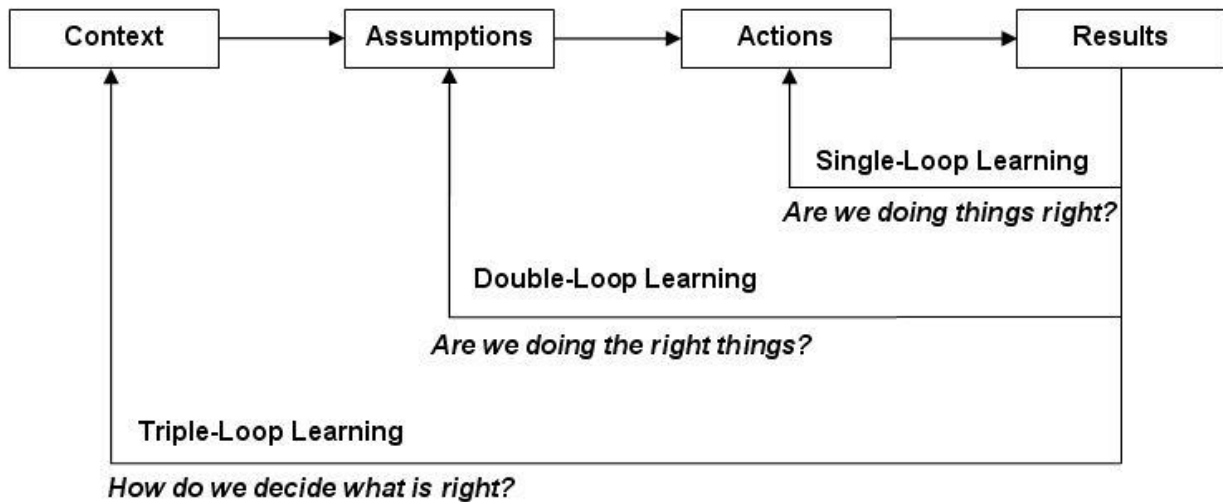 Context
Assumptions
Actions
Results
Single-Loop Learning
Are we doing things right?
Double-Loop Learning
Are we doing the right things?
Triple-Loop Learning
How do we decide what is right?